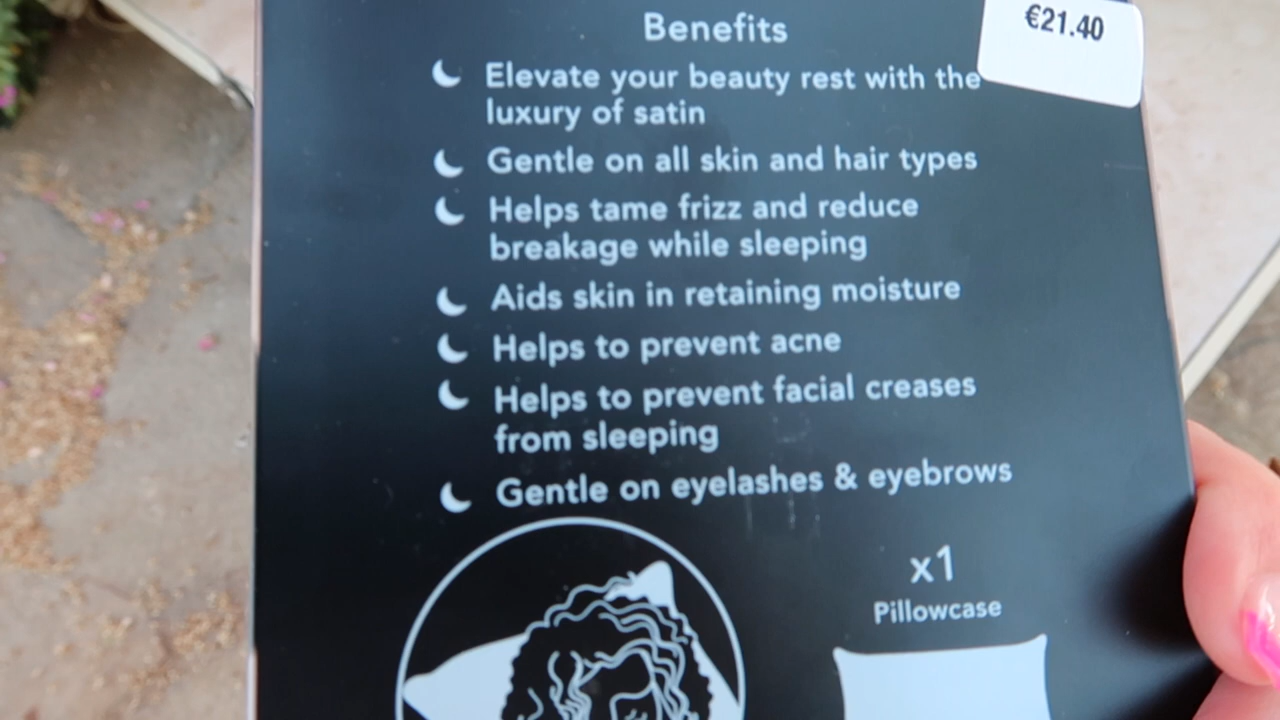 Benefits
€21.40
Elevate your beauty rest with the
luxury of satin
Gentle on all skin and hair types
Helps tame frizz and reduce
breakage while sleeping
Aids skin in retaining moisture
Helps to prevent acne
Helps to prevent facial creases
from sleeping
Gentle on eyelashes & eyebrows
x1
Pillowcase